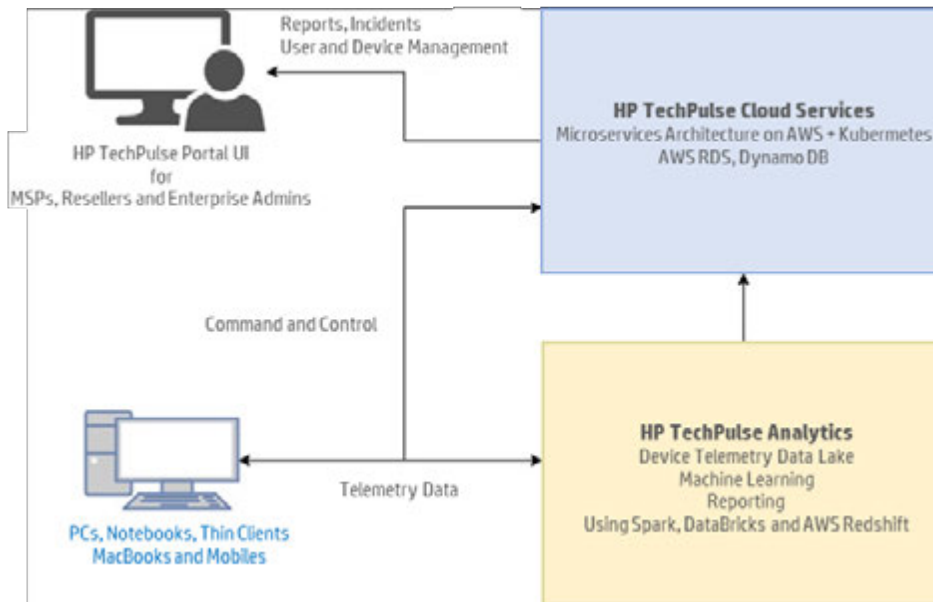 Reports, Incidents
User and Device Management
HP TechPulse Portal UI
for
MSPs, Resellers and Enterprise Admins
HP TechPulse Cloud Services
Microservices Architecture on AWS + Kubernetes
AWS RDS, Dynamo DB
Command and Control
Telemetry Data
PCs, Notebooks, Thin Clients
MacBooks and Mobiles
HP TechPulse Analytics
Device Telemetry Data Lake
Machine Learning
Reporting
Using Spark, DataBricks and AWS Redshift